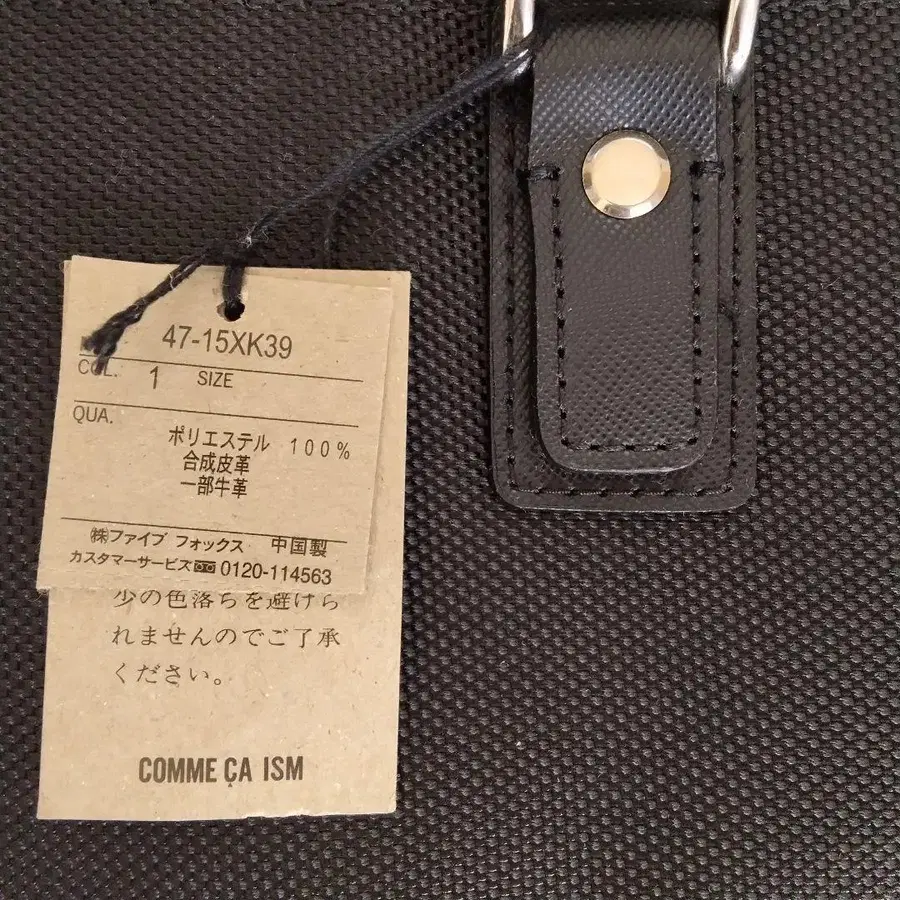 47-15XK39
COL. 1 SIZE
QUA.
ポリエステル 100%
合成皮革
一部牛革
㈱ファイブ フォックス 中国製
カスタマーサービス 0120-114563
少の色落ちを避けら
れませんのでご了承
ください。
COMME ÇA ISM